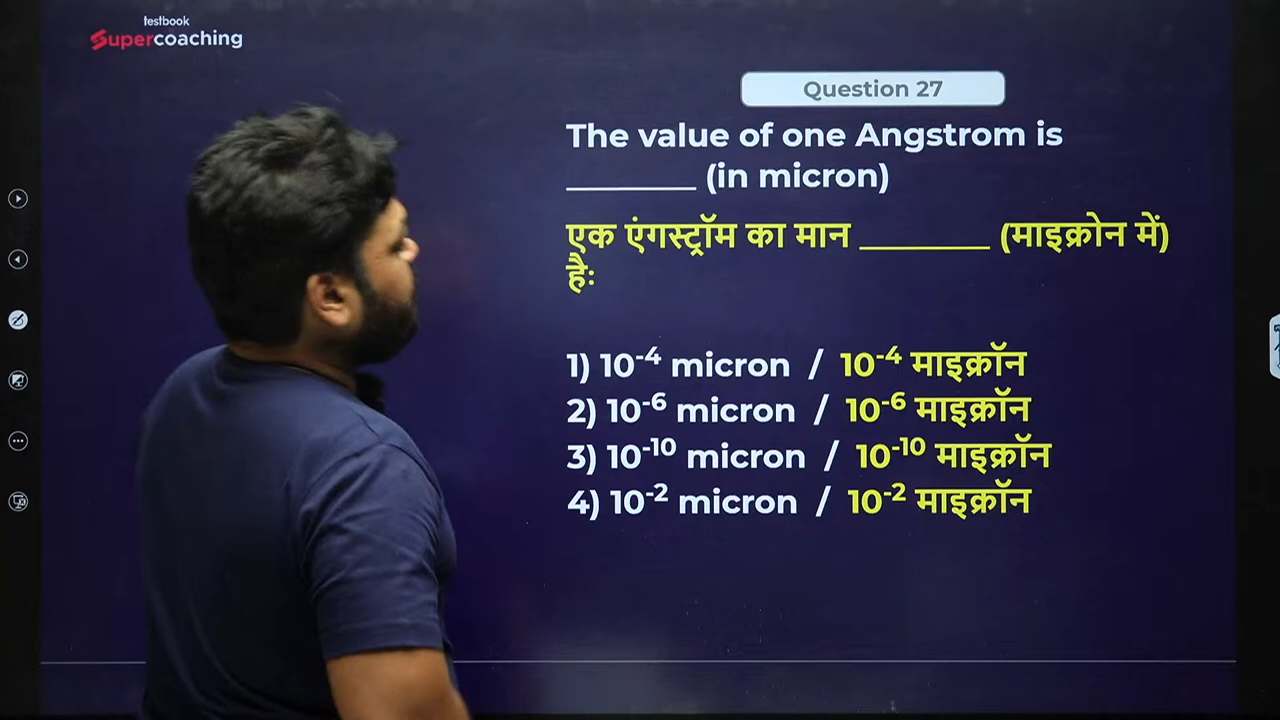 testbook
Supercoaching
Question 27
The value of one Angstrom is
________ (in micron)
एक एंगस्ट्रॉम का मान ________ (माइक्रोन में)
हैः
1) 10⁻⁴ micron / 10⁻⁴ माइक्रॉन
2) 10⁻⁶ micron / 10⁻⁶ माइक्रॉन
3) 10⁻¹⁰ micron / 10⁻¹⁰ माइक्रॉन
4) 10⁻² micron / 10⁻² माइक्रॉन